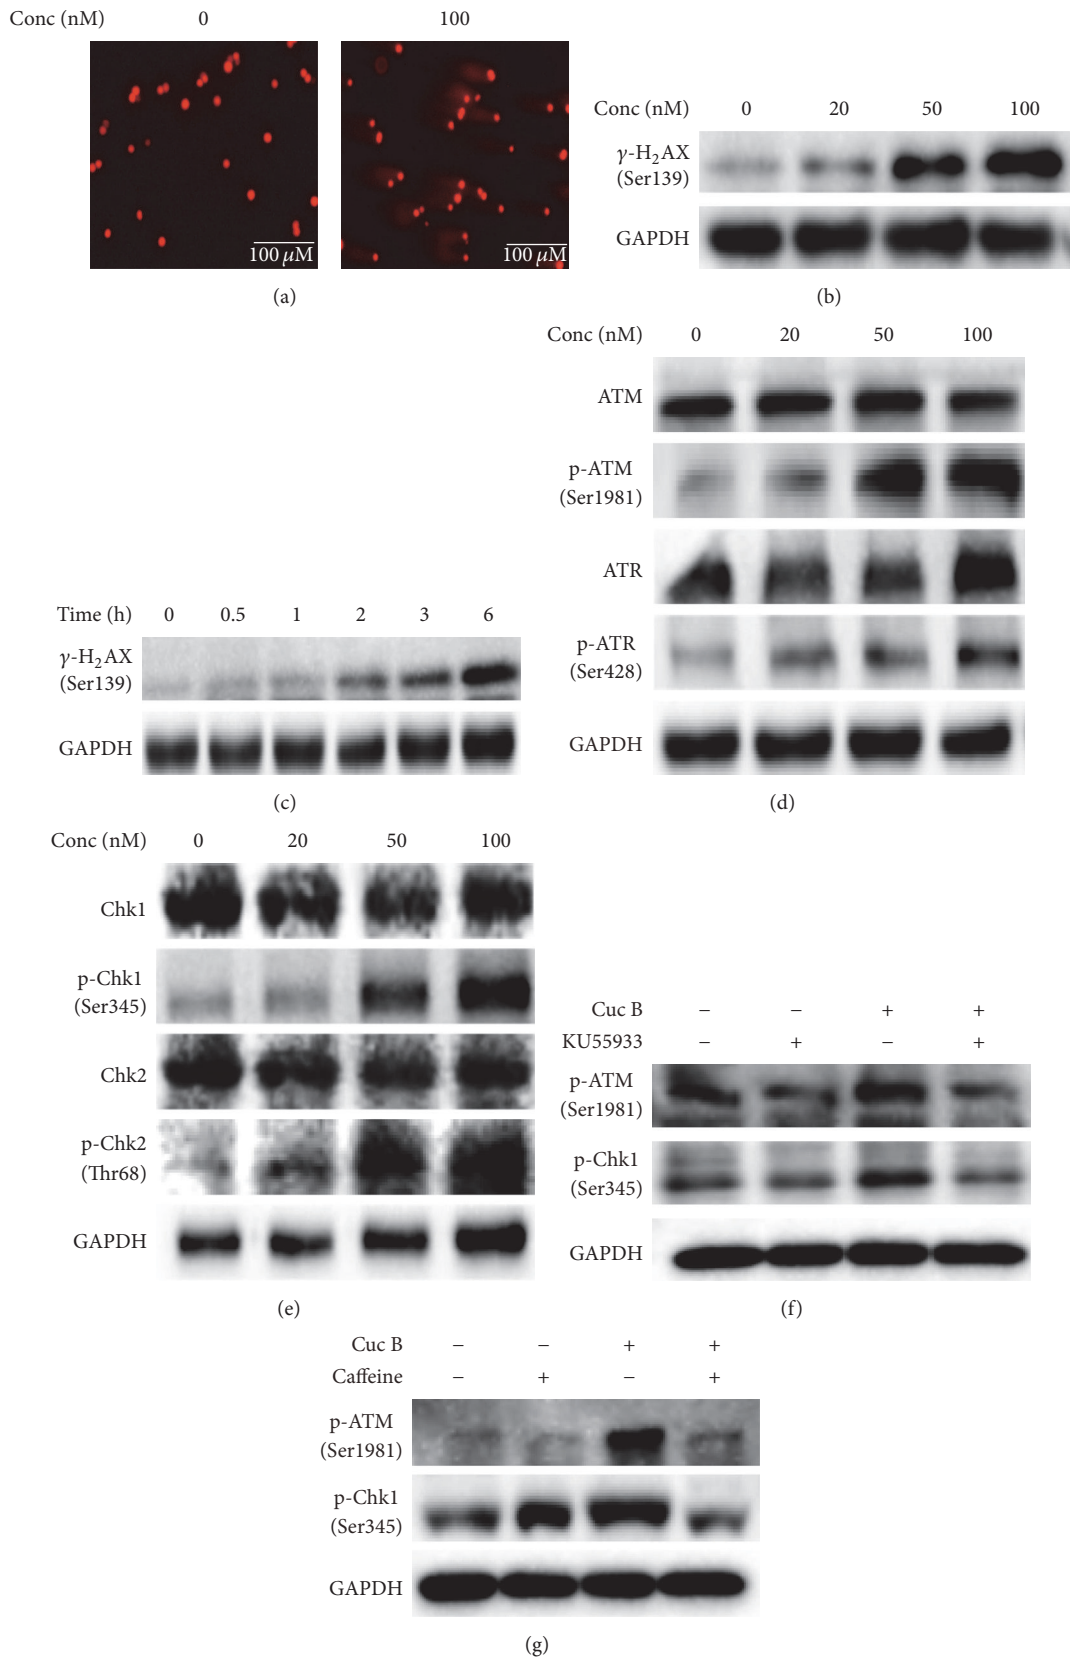 Conc (nM) 0 100
100 μM 100 μM
(a)
Conc (nM) 0 20 50 100
γ-H₂AX
(Ser139)
GAPDH
(b)
Time (h) 0 0.5 1 2 3 6
γ-H₂AX
(Ser139)
GAPDH
(c)
Conc (nM) 0 20 50 100
ATM
p-ATM
(Ser1981)
ATR
p-ATR
(Ser428)
GAPDH
(d)
Conc (nM) 0 20 50 100
Chk1
p-Chk1
(Ser345)
Chk2
p-Chk2
(Thr68)
GAPDH
(e)
Cuc B − − + +
KU55933 − + − +
p-ATM
(Ser1981)
p-Chk1
(Ser345)
GAPDH
(f)
Cuc B − − + +
Caffeine − + − +
p-ATM
(Ser1981)
p-Chk1
(Ser345)
GAPDH
(g)